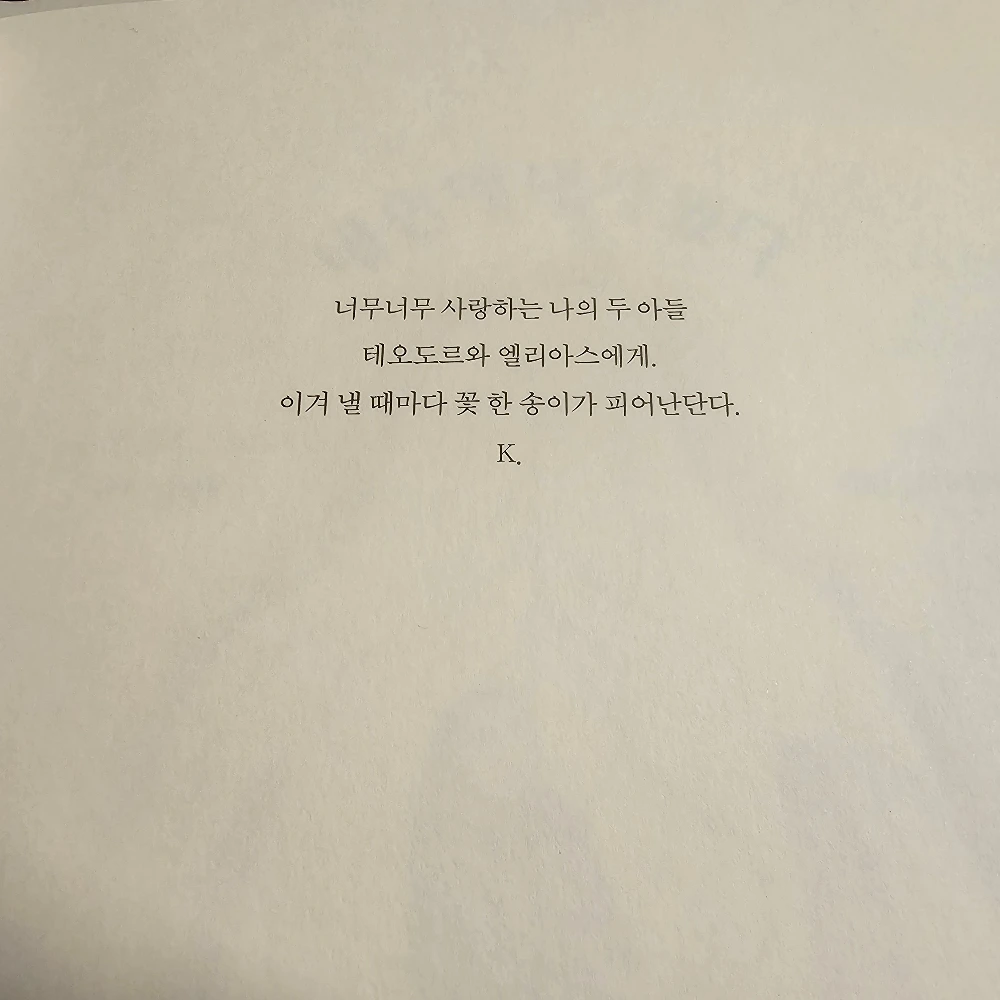 너무너무 사랑하는 나의 두 아들
테오도르와 엘리아스에게.
이겨 낼 때마다 꽃 한 송이가 피어난단다.
K.